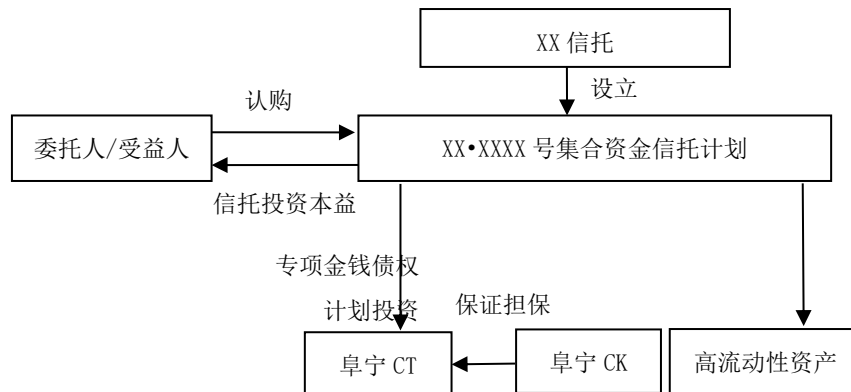 XX 信托
设立
认购
委托人/受益人
XX•XXXX 号集合资金信托计划
信托投资本益
专项金钱债权
计划投资
保证担保
阜宁 CT
阜宁 CK
高流动性资产